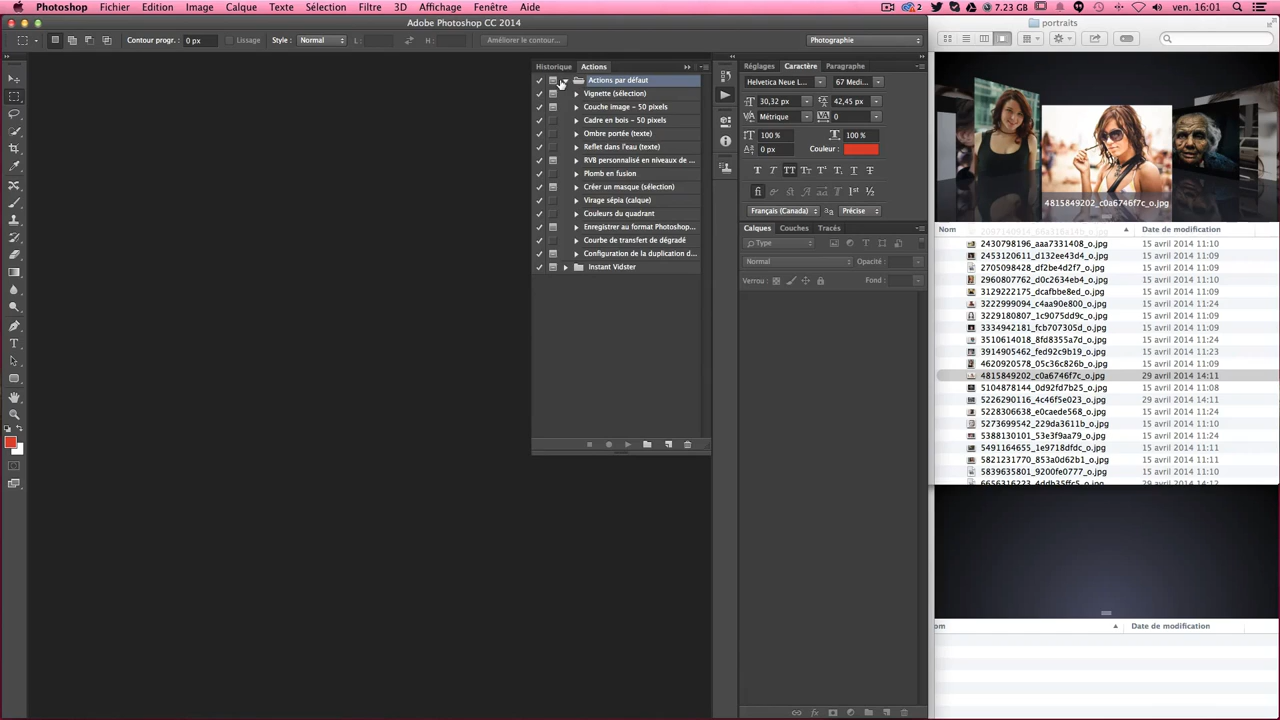 Photoshop Fichier Edition Image Calque Texte Sélection Filtre 3D Affichage Fenêtre Aide
2 7.23 GB ven. 16:01
Adobe Photoshop CC 2014
portraits
Contour progr. : 0 px Lissage Style : Normal H : Améliorer le contour... Photographie
Historique Actions
Actions par défaut
Vignette (sélection)
Couche image – 50 pixels
Cadre en bois – 50 pixels
Ombre portée (texte)
Reflet dans l'eau (texte)
RVB personnalisé en niveaux de ...
Plomb en fusion
Créer un masque (sélection)
Virage sépia (calque)
Couleurs du quadrant
Enregistrer au format Photoshop...
Courbe de transfert de dégradé
Configuration de la duplication d...
Instant Vidster
Réglages Caractère Paragraphe
Helvetica Neue L... 67 Medi...
30,32 px 42,45 px
Métrique 0
100 % 100 %
0 px Couleur :
Français (Canada) Précise
Calques Couches Tracés
Type
Normal Opacité :
Verrou : Fond :
4815849202_c0a6746f7c_o.jpg
Nom Date de modification
2430798196_aaa7331408_o.jpg 15 avril 2014 11:10
2453120611_d132ee43d4_o.jpg 15 avril 2014 11:09
2705098428_df2be4d2f7_o.jpg 15 avril 2014 11:09
2960807762_d0c2634eb4_o.jpg 15 avril 2014 11:10
3129222175_dcafbbe8ed_o.jpg 15 avril 2014 11:09
3222999094_c4aa90e800_o.jpg 15 avril 2014 11:24
3229180807_1c9075dd9c_o.jpg 15 avril 2014 11:09
3334942181_fcb707305d_o.jpg 15 avril 2014 11:09
3510614018_8fd8355a7d_o.jpg 15 avril 2014 11:24
3914905462_fed92c9b19_o.jpg 15 avril 2014 11:23
4620920578_05c36c826b_o.jpg 15 avril 2014 11:09
4815849202_c0a6746f7c_o.jpg 29 avril 2014 14:11
5104878144_0d92fd7b25_o.jpg 15 avril 2014 11:08
5226290116_4c46f5e023_o.jpg 29 avril 2014 14:11
5228306638_e0caede568_o.jpg 15 avril 2014 11:24
5273699542_229b0d36b1_o.jpg 15 avril 2014 11:24
5388130101_53e3f9aa79_o.jpg 15 avril 2014 11:24
5491164655_1e9718dfdc_o.jpg 15 avril 2014 11:11
5821231770_853a0d62b1_o.jpg 15 avril 2014 11:09
5839635801_9200fe0777_o.jpg 15 avril 2014 11:10
6656316223_4ddb35ffc5_o.jpg 29 avril 2014 14:12
om Date de modification